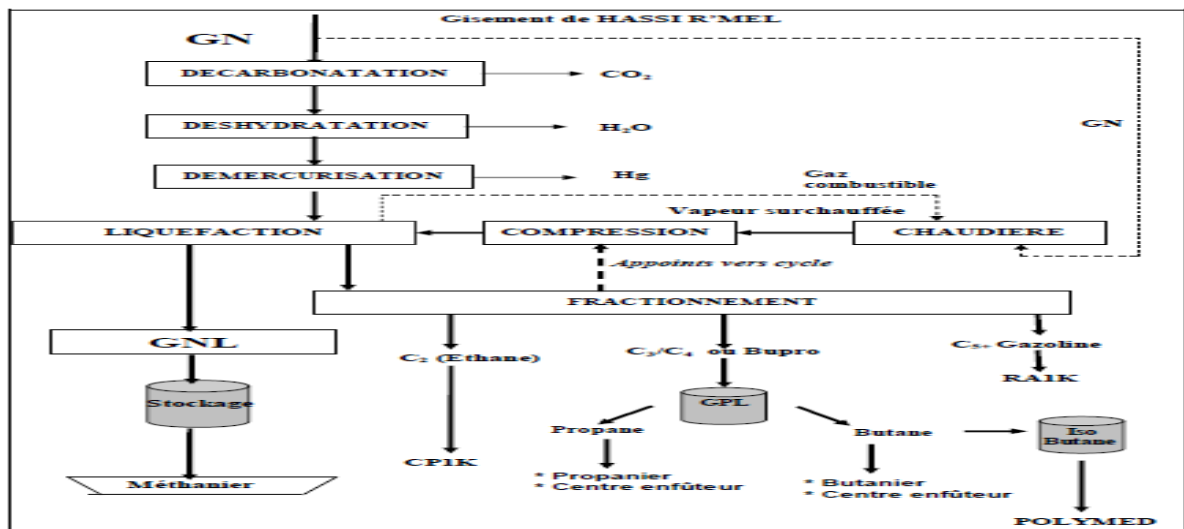 Gisement de HASSI R'MEL
GN
DECARBONATATION
CO₂
DESHYDRATATION
H₂O
GN
DEMERCURISATION
Hg
Gaz
combustible
Vapeur surchauffée
LIQUEFACTION
COMPRESSION
CHAUDIERE
Appoints vers cycle
FRACTIONNEMENT
GNL
C₂ (Ethane)
C₃/C₄ ou Bupro
C₅₊ Gazoline
RA1K
Stockage
GPL
Propane
Butane
Iso
Butane
CP1K
Méthanier
* Propanier
* Centre enfûteur
* Butanier
* Centre enfûteur
POLYMED